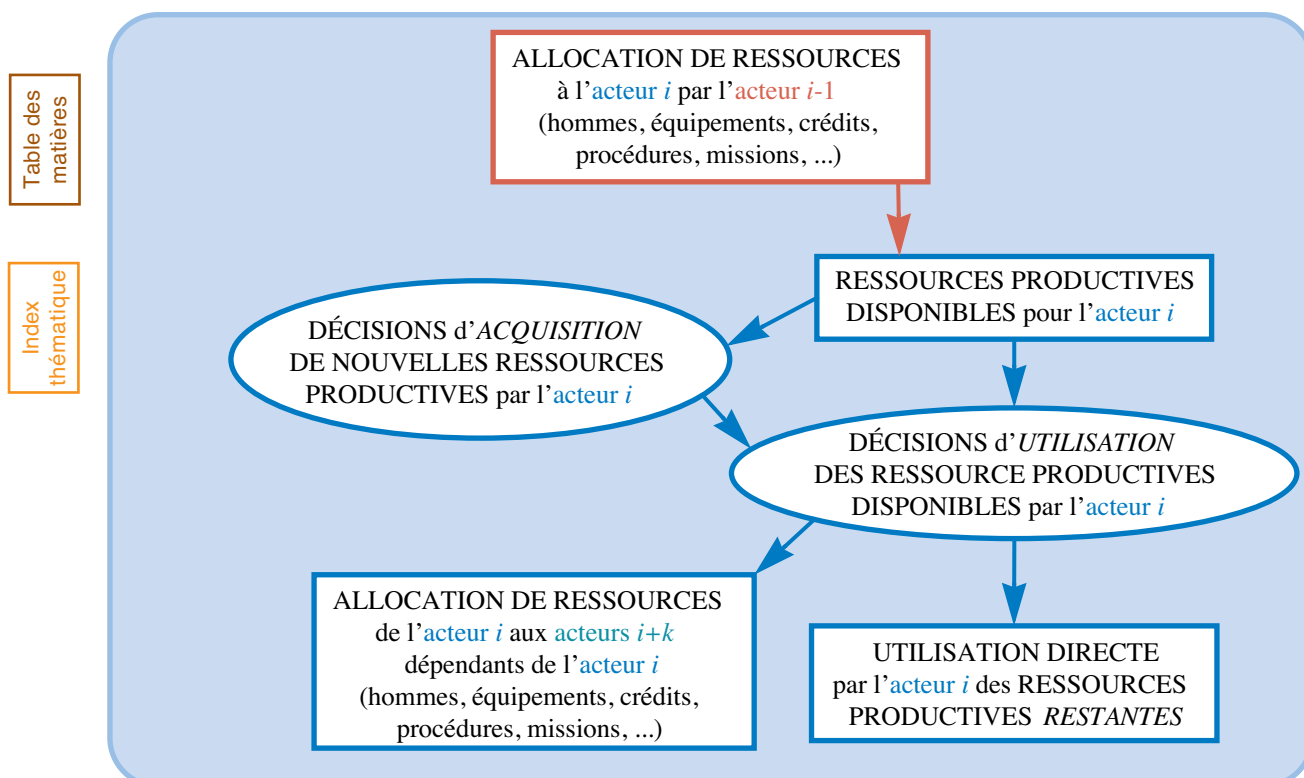 Table des
matières
Index
thématique
ALLOCATION DE RESSOURCES
à l’acteur i par l’acteur i-1
(hommes, équipements, crédits,
procédures, missions, ...)
RESSOURCES PRODUCTIVES
DISPONIBLES pour l’acteur i
DÉCISIONS d’ACQUISITION
DE NOUVELLES RESSOURCES
PRODUCTIVES par l’acteur i
DÉCISIONS d’UTILISATION
DES RESSOURCE PRODUCTIVES
DISPONIBLES par l’acteur i
ALLOCATION DE RESSOURCES
de l’acteur i aux acteurs i+k
dépendants de l’acteur i
(hommes, équipements, crédits,
procédures, missions, ...)
UTILISATION DIRECTE
par l’acteur i des RESSOURCES
PRODUCTIVES RESTANTES